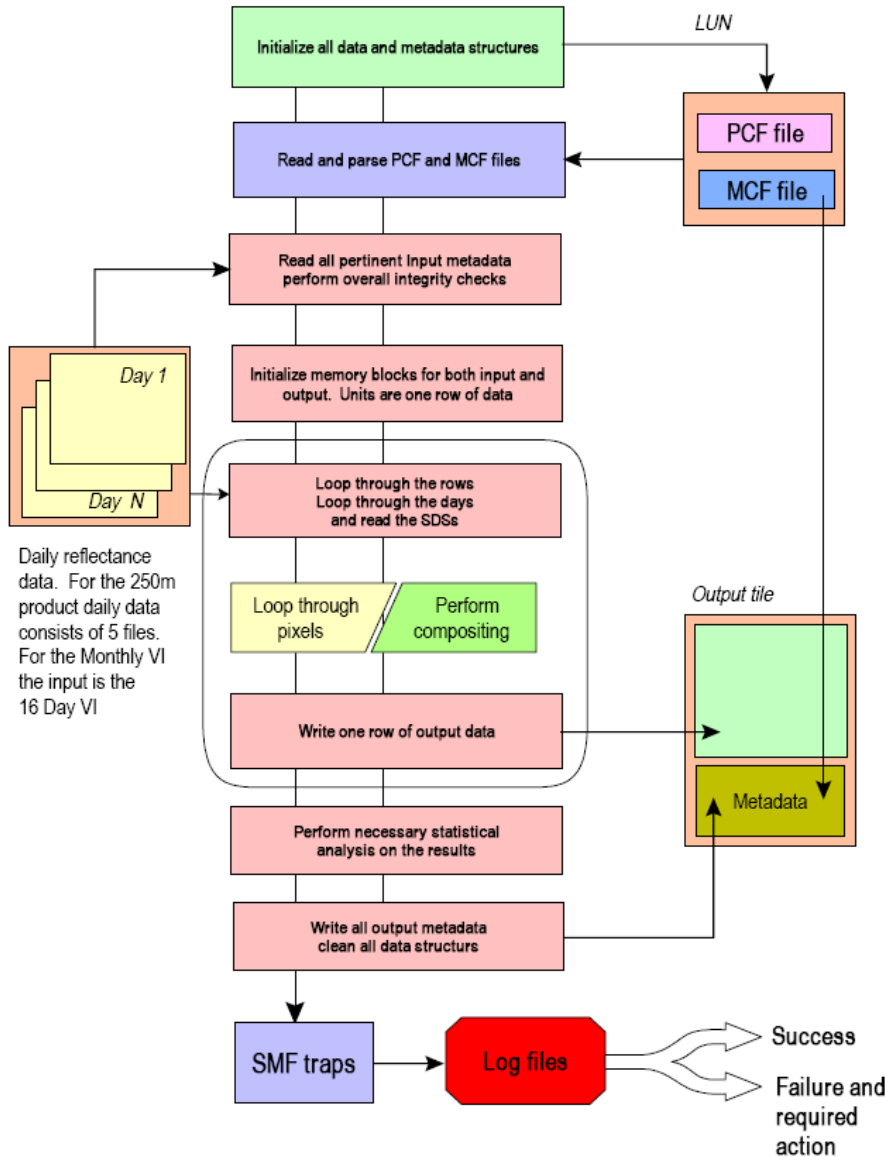 Initialize all data and metadata structures
LUN
PCF file
MCF file
Read and parse PCF and MCF files
Read all pertinent Input metadata
perform overall integrity checks
Day 1
Day N
Initialize memory blocks for both input and
output. Units are one row of data
Loop through the rows
Loop through the days
and read the SDSs
Daily reflectance
data. For the 250m
product daily data
consists of 5 files.
For the Monthly VI
the input is the
16 Day VI
Loop through
pixels
Perform
compositing
Output tile
Write one row of output data
Metadata
Perform necessary statistical
analysis on the results
Write all output metadata
clean all data structurs
SMF traps
Log files
Success
Failure and
required
action